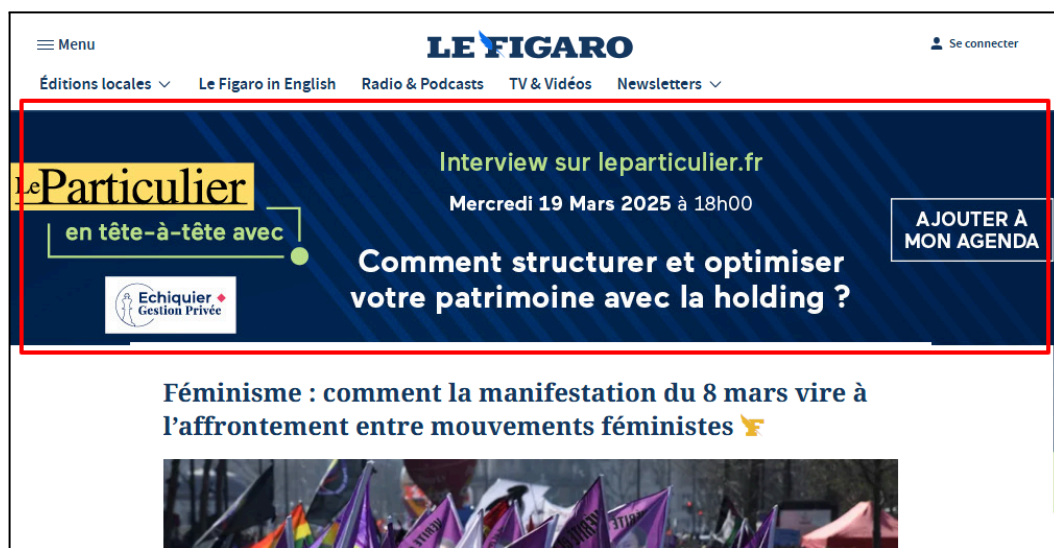 Menu
LE FIGARO
Se connecter
Éditions locales
Le Figaro in English
Radio & Podcasts
TV & Vidéos
Newsletters
Le Particulier
en tête-à-tête avec
Echiquier
Gestion Privée
Interview sur leparticulier.fr
Mercredi 19 Mars 2025 à 18h00
Comment structurer et optimiser
votre patrimoine avec la holding ?
AJOUTER À
MON AGENDA
Féminisme : comment la manifestation du 8 mars vire à
l’affrontement entre mouvements féministes